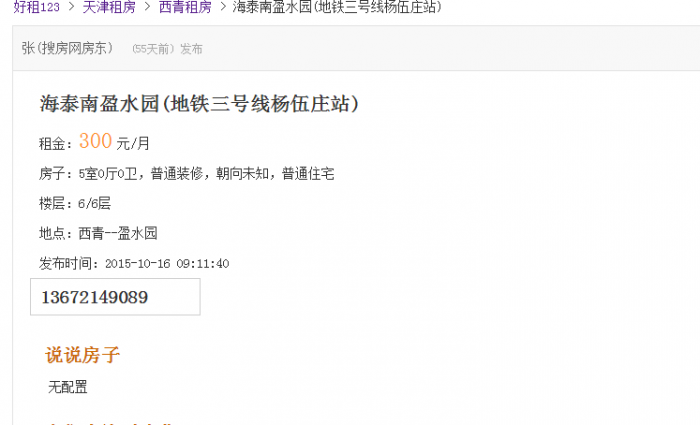 好租123 > 天津租房 > 西青租房 > 海泰南盈水园(地铁三号线杨伍庄站)
张(搜房网房东) (55天前) 发布
海泰南盈水园(地铁三号线杨伍庄站)
租金：300 元/月
房子：5室0厅0卫，普通装修，朝向未知，普通住宅
楼层：6/6层
地点：西青--盈水园
发布时间：2015-10-16 09:11:40
13672149089
说说房子
无配置